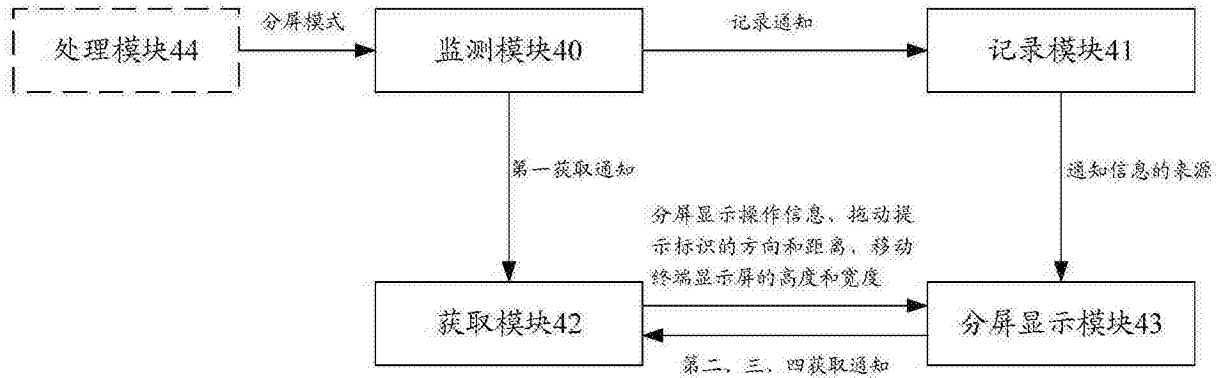 处理模块44
分屏模式
监测模块40
记录通知
记录模块41
第一获取通知
通知信息的来源
分屏显示操作信息、拖动提
示标识的方向和距离、移动
终端显示屏的高度和宽度
获取模块42
分屏显示模块43
第二、三、四获取通知